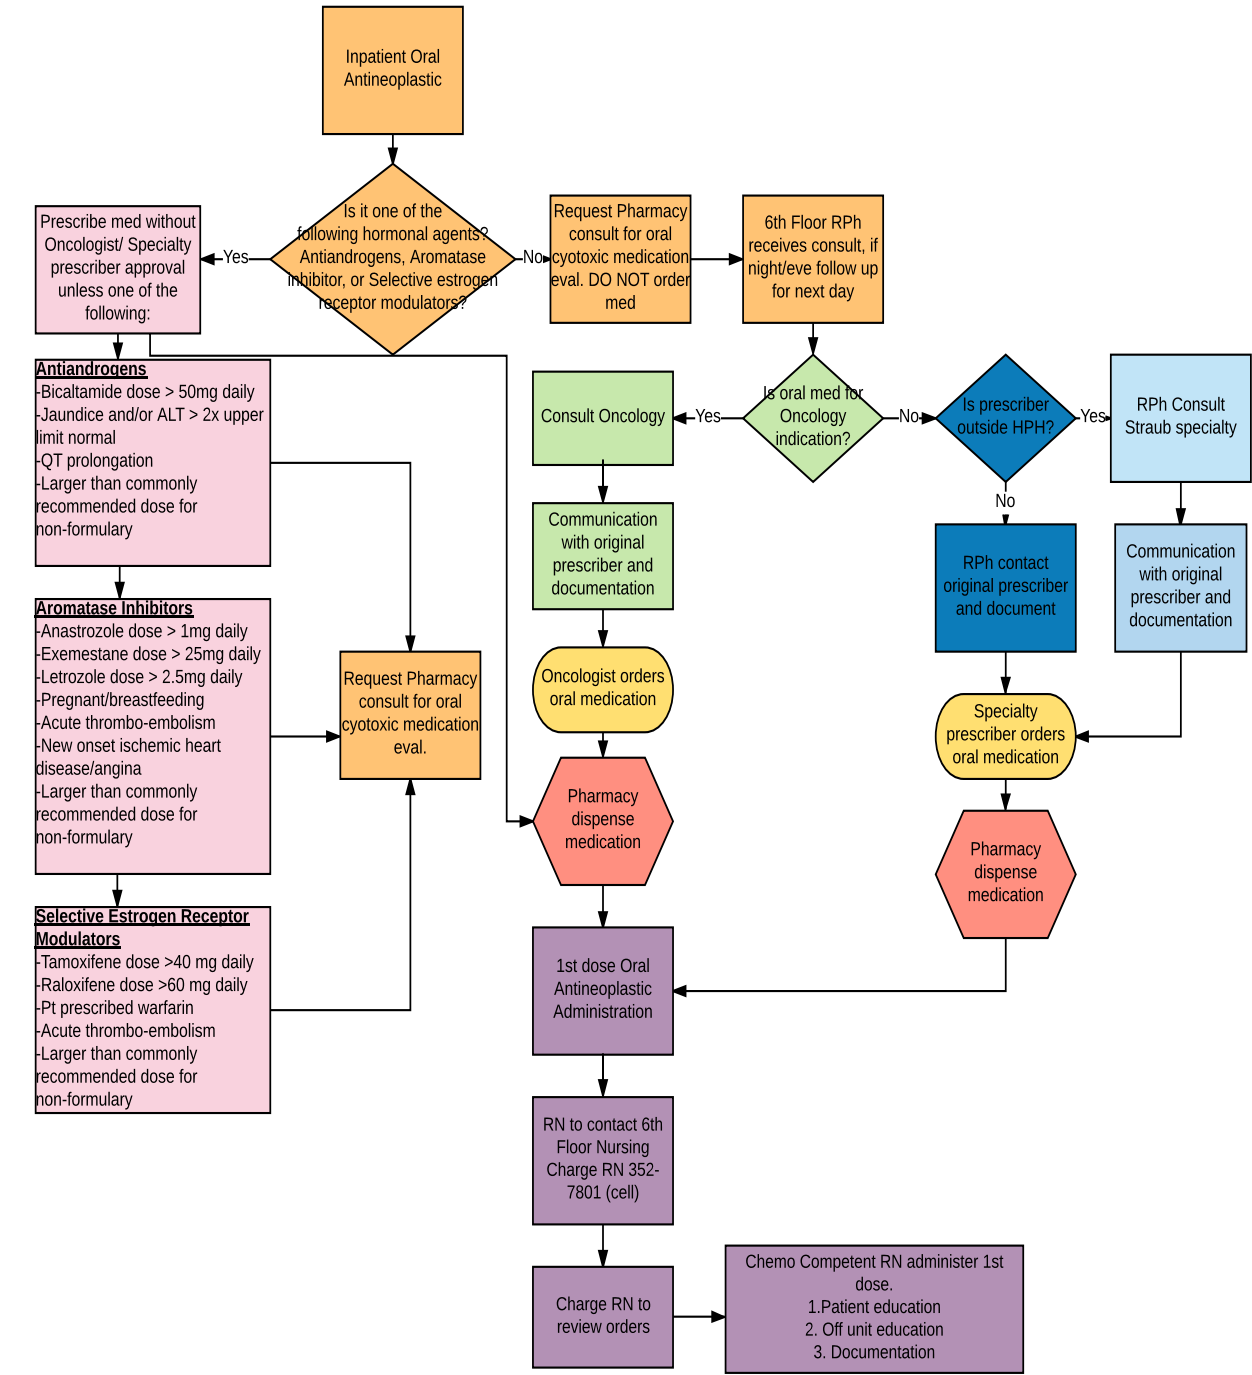 Inpatient Oral
Antineoplastic
Is it one of the
following hormonal agents?
Antiandrogens, Aromatase
inhibitor, or Selective estrogen
receptor modulators?
Yes
No
Prescribe med without
Oncologist/ Specialty
prescriber approval
unless one of the
following:
Request Pharmacy
consult for oral
cyotoxic medication
eval. DO NOT order
med
6th Floor RPh
receives consult, if
night/eve follow up
for next day
Antiandrogens
-Bicaltamide dose > 50mg daily
-Jaundice and/or ALT > 2x upper
limit normal
-QT prolongation
-Larger than commonly
recommended dose for
non-formulary
Consult Oncology
Yes
Is oral med for
Oncology
indication?
No
Is prescriber
outside HPH?
Yes
RPh Consult
Straub specialty
No
Communication
with original
prescriber and
documentation
RPh contact
original prescriber
and document
Communication
with original
prescriber and
documentation
Aromatase Inhibitors
-Anastrozole dose > 1mg daily
-Exemestane dose > 25mg daily
-Letrozole dose > 2.5mg daily
-Pregnant/breastfeeding
-Acute thrombo-embolism
-New onset ischemic heart
disease/angina
-Larger than commonly
recommended dose for
non-formulary
Request Pharmacy
consult for oral
cyotoxic medication
eval.
Oncologist orders
oral medication
Specialty
prescriber orders
oral medication
Pharmacy
dispense
medication
Pharmacy
dispense
medication
Selective Estrogen Receptor
Modulators
-Tamoxifene dose >40 mg daily
-Raloxifene dose >60 mg daily
-Pt prescribed warfarin
-Acute thrombo-embolism
-Larger than commonly
recommended dose for
non-formulary
1st dose Oral
Antineoplastic
Administration
RN to contact 6th
Floor Nursing
Charge RN 352-
7801 (cell)
Charge RN to
review orders
Chemo Competent RN administer 1st
dose.
1.Patient education
2. Off unit education
3. Documentation